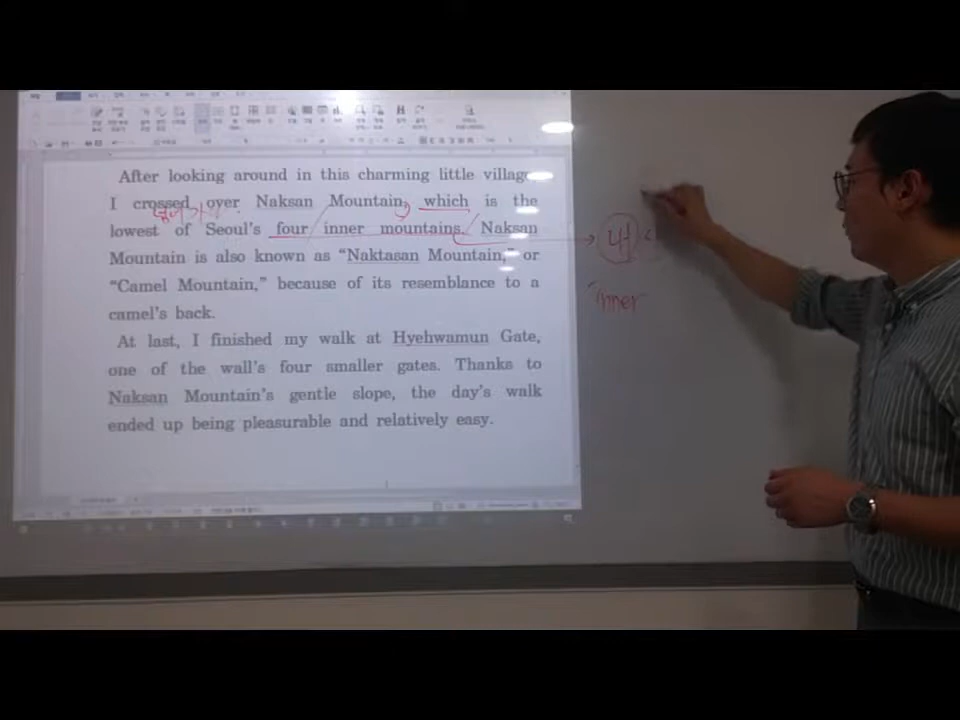 After looking around in this charming little village
I crossed over Naksan Mountain, which is the
lowest of Seoul's four inner mountains. Naksan
Mountain is also known as “Naktasan Mountain,” or
“Camel Mountain,” because of its resemblance to a
camel's back.
At last, I finished my walk at Hyehwamun Gate,
one of the wall's four smaller gates. Thanks to
Naksan Mountain's gentle slope, the day's walk
ended up being pleasurable and relatively easy.
inner